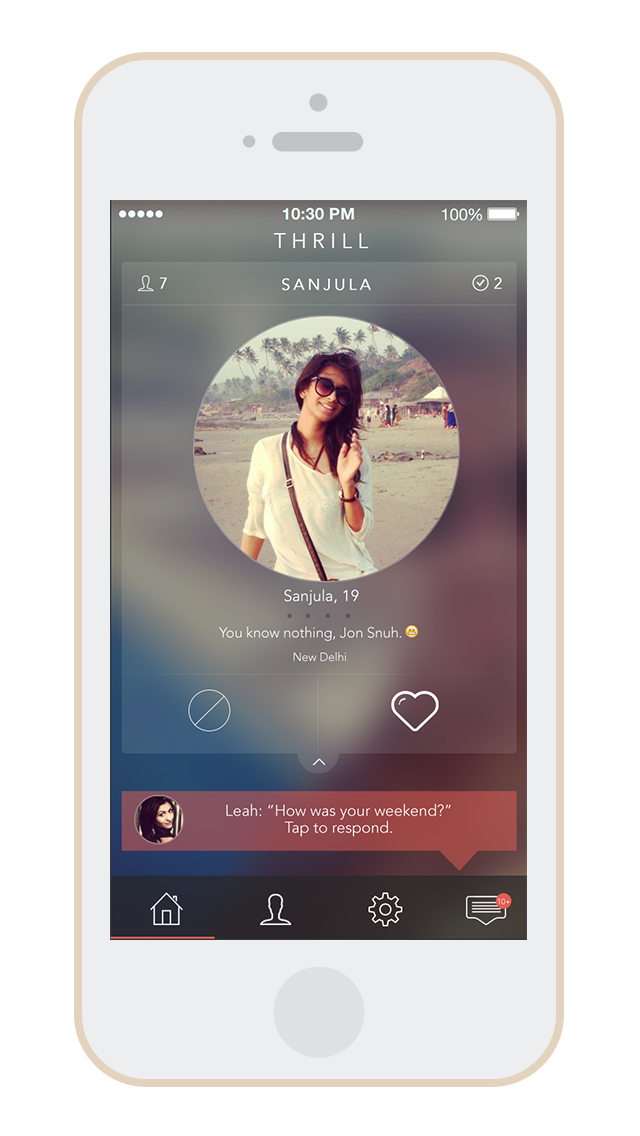 10:30 PM 100%
THRILL
7 SANJULA 2
Sanjula, 19
You know nothing, Jon Snuh. 😁
New Delhi
Leah: “How was your weekend?”
Tap to respond.
10+